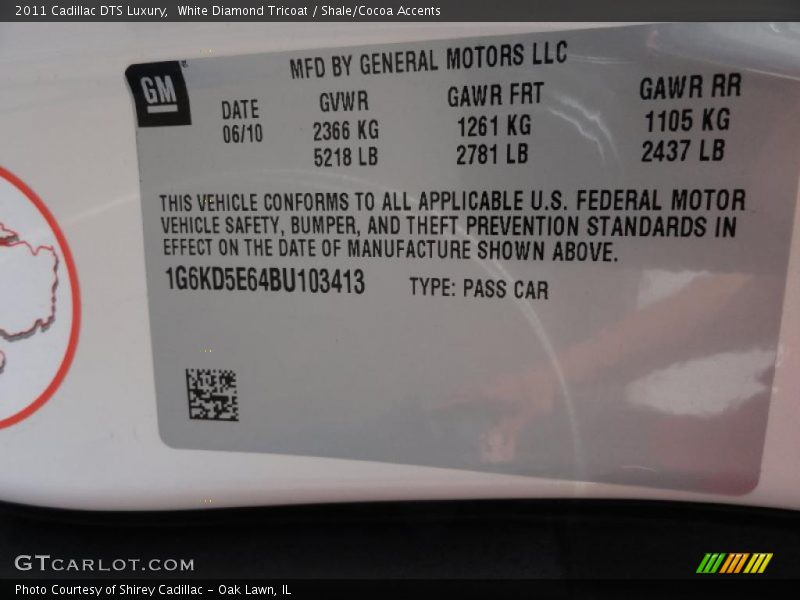 2011 Cadillac DTS Luxury,  White Diamond Tricoat / Shale/Cocoa Accents
GM
MFD BY GENERAL MOTORS LLC
DATE GVWR GAWR FRT GAWR RR
06/10 2366 KG 1261 KG 1105 KG
5218 LB 2781 LB 2437 LB
THIS VEHICLE CONFORMS TO ALL APPLICABLE U.S. FEDERAL MOTOR
VEHICLE SAFETY, BUMPER, AND THEFT PREVENTION STANDARDS IN
EFFECT ON THE DATE OF MANUFACTURE SHOWN ABOVE.
1G6KD5E64BU103413 TYPE: PASS CAR
GTCARLOT.COM
Photo Courtesy of Shirey Cadillac - Oak Lawn, IL